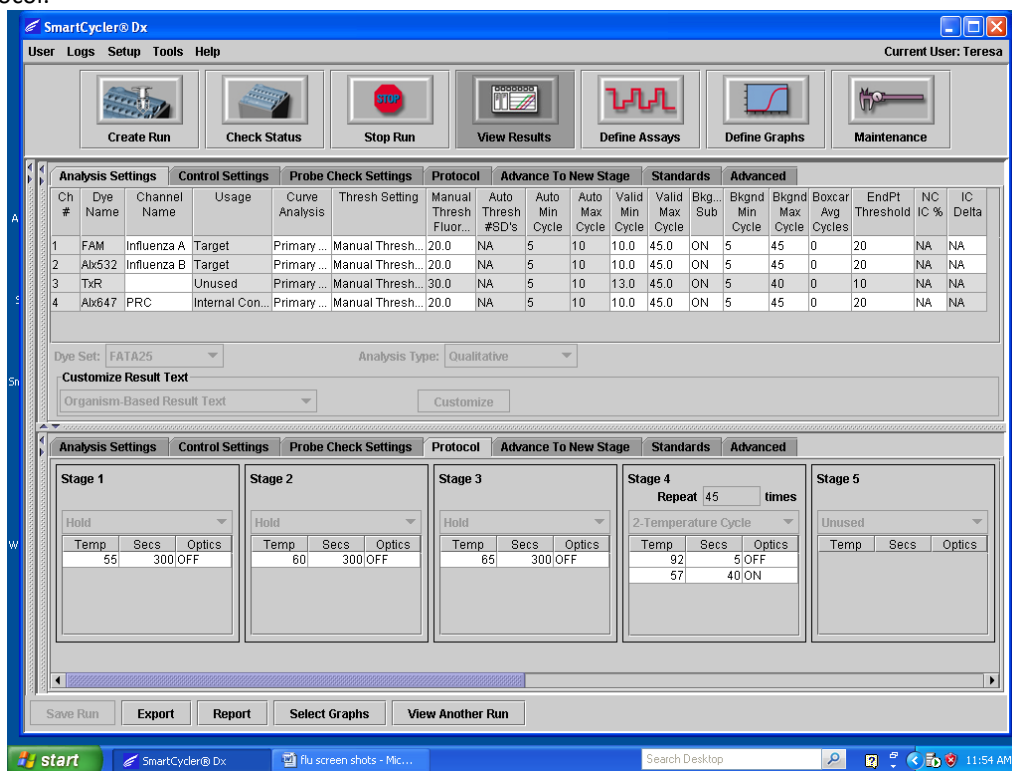 SmartCycler® Dx
User Logs Setup Tools Help Current User: Teresa
Create Run Check Status Stop Run View Results Define Assays Define Graphs Maintenance
Analysis Settings Control Settings Probe Check Settings Protocol Advance To New Stage Standards Advanced
Ch # Dye Name Channel Name Usage Curve Analysis Thresh Setting Manual Thresh Fluor... Auto Thresh #SD's Auto Min Cycle Auto Max Cycle Valid Min Cycle Valid Max Cycle Bkg... Sub Bkgnd Min Cycle Bkgnd Max Cycle Boxcar Avg Cycles EndPt Threshold NC IC % IC Delta
1 FAM Influenza A Target Primary ... Manual Thresh... 20.0 NA 5 10 10.0 45.0 ON 5 45 0 20 NA NA
2 Alx532 Influenza B Target Primary ... Manual Thresh... 20.0 NA 5 10 10.0 45.0 ON 5 45 0 20 NA NA
3 TxR Unused Primary ... Manual Thresh... 30.0 NA 5 10 13.0 45.0 ON 5 40 0 10 NA NA
4 Alx647 PRC Internal Con... Primary ... Manual Thresh... 20.0 NA 5 10 10.0 45.0 ON 5 45 0 20 NA NA
Dye Set: FATA25 Analysis Type: Qualitative
Customize Result Text
Organism-Based Result Text Customize
Analysis Settings Control Settings Probe Check Settings Protocol Advance To New Stage Standards Advanced
Stage 1 Stage 2 Stage 3 Stage 4 Stage 5
Repeat 45 times
Hold Hold Hold 2-Temperature Cycle Unused
Temp Secs Optics Temp Secs Optics Temp Secs Optics Temp Secs Optics Temp Secs Optics
55 300 OFF 60 300 OFF 65 300 OFF 92 5 OFF
57 40 ON
Save Run Export Report Select Graphs View Another Run
start SmartCycler® Dx flu screen shots - Mic... Search Desktop 11:54 AM